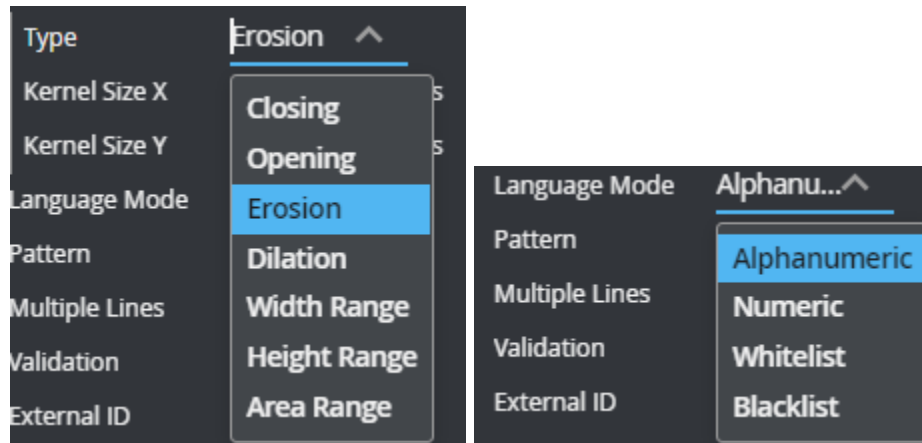 Type Erosion
Kernel Size X
Closing
s
Kernel Size Y
Opening
s
Language Mode
Erosion
Pattern
Dilation
Multiple Lines
Width Range
Validation
Height Range
External ID
Area Range
Language Mode Alphanu...
Pattern
Alphanumeric
Multiple Lines
Numeric
Validation
Whitelist
External ID
Blacklist